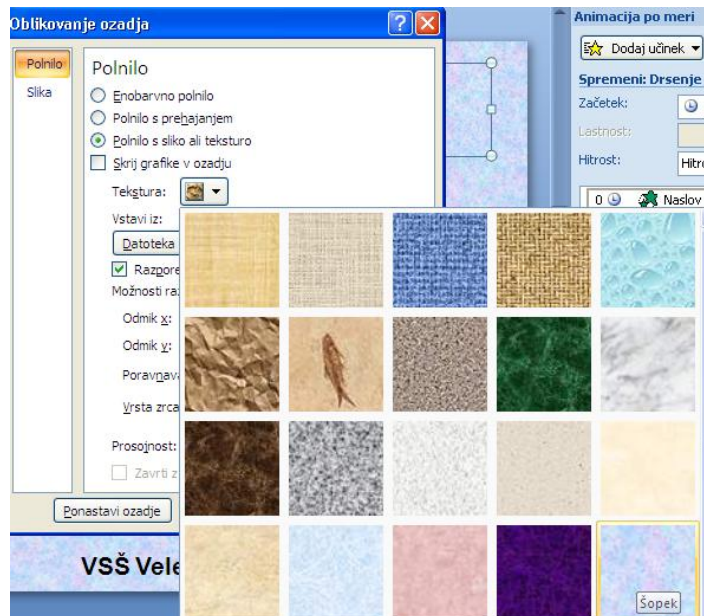 Oblikovanje ozadja
Polnilo
Slika
Polnilo
Enobarvno polnilo
Polnilo s prehajanjem
Polnilo s sliko ali teksturo
Skrij grafike v ozadju
Tekstura:
Vstavi iz:
Datoteka
Razpore
Možnosti raz
Odmik x:
Odmik y:
Poravnava
Vrsta zrca
Prosojnost:
Zavrti z
Ponastavi ozadje
Šopek
VSŠ Vele
Animacija po meri
Dodaj učinek
Spremeni: Drsenje
Začetek:
Lastnost:
Hitrost:
Hitro
0 Naslov